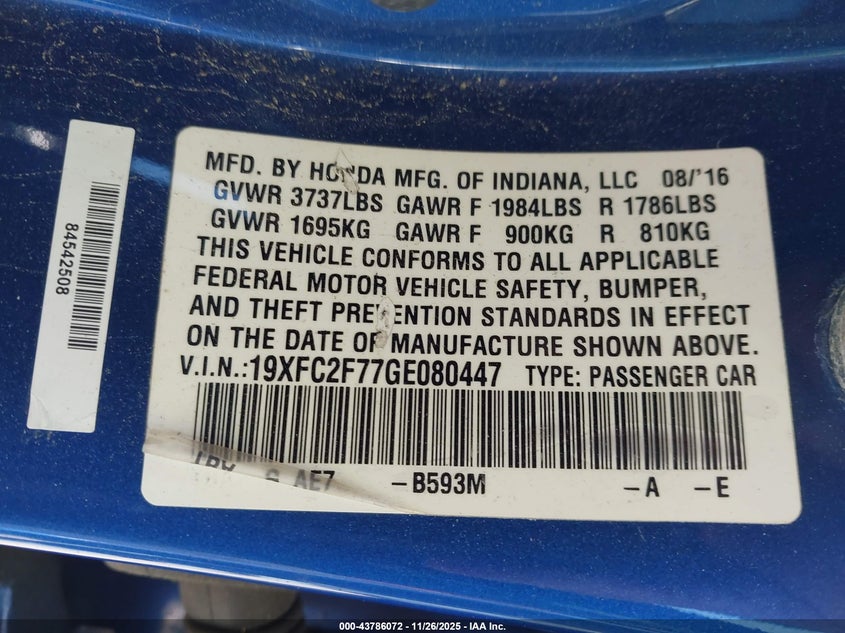 MFD. BY HONDA MFG. OF INDIANA, LLC 08/'16
GVWR 3737LBS GAWR F 1984LBS R 1786LBS
GVWR 1695KG GAWR F 900KG R 810KG
THIS VEHICLE CONFORMS TO ALL APPLICABLE
FEDERAL MOTOR VEHICLE SAFETY, BUMPER,
AND THEFT PREVENTION STANDARDS IN EFFECT
ON THE DATE OF MANUFACTURE SHOWN ABOVE.
V.I.N.:19XFC2F77GE080447 TYPE: PASSENGER CAR
AE7 -B593M -A -E
84542508
000-43786072 - 11/26/2025 - IAA Inc.